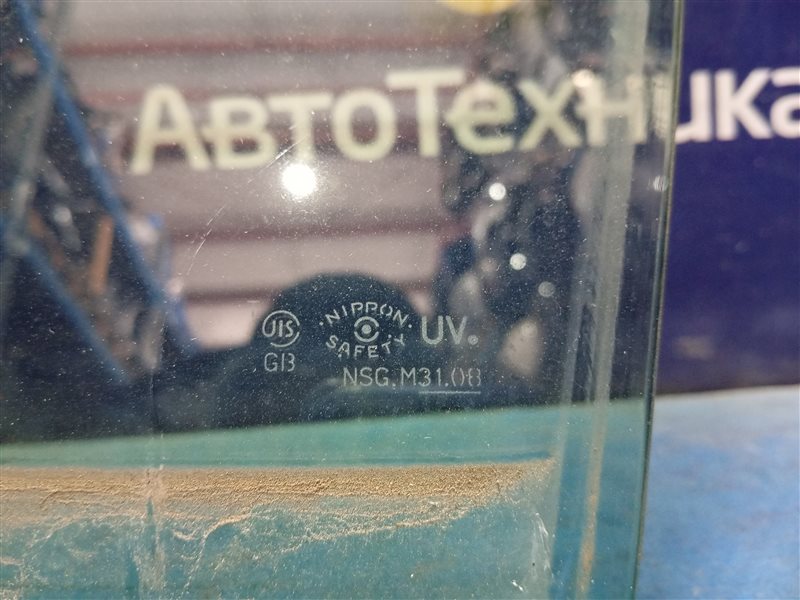 АвтоТехника
JIS
NIPPON SAFETY
UV.
GB
NSG.M31.08